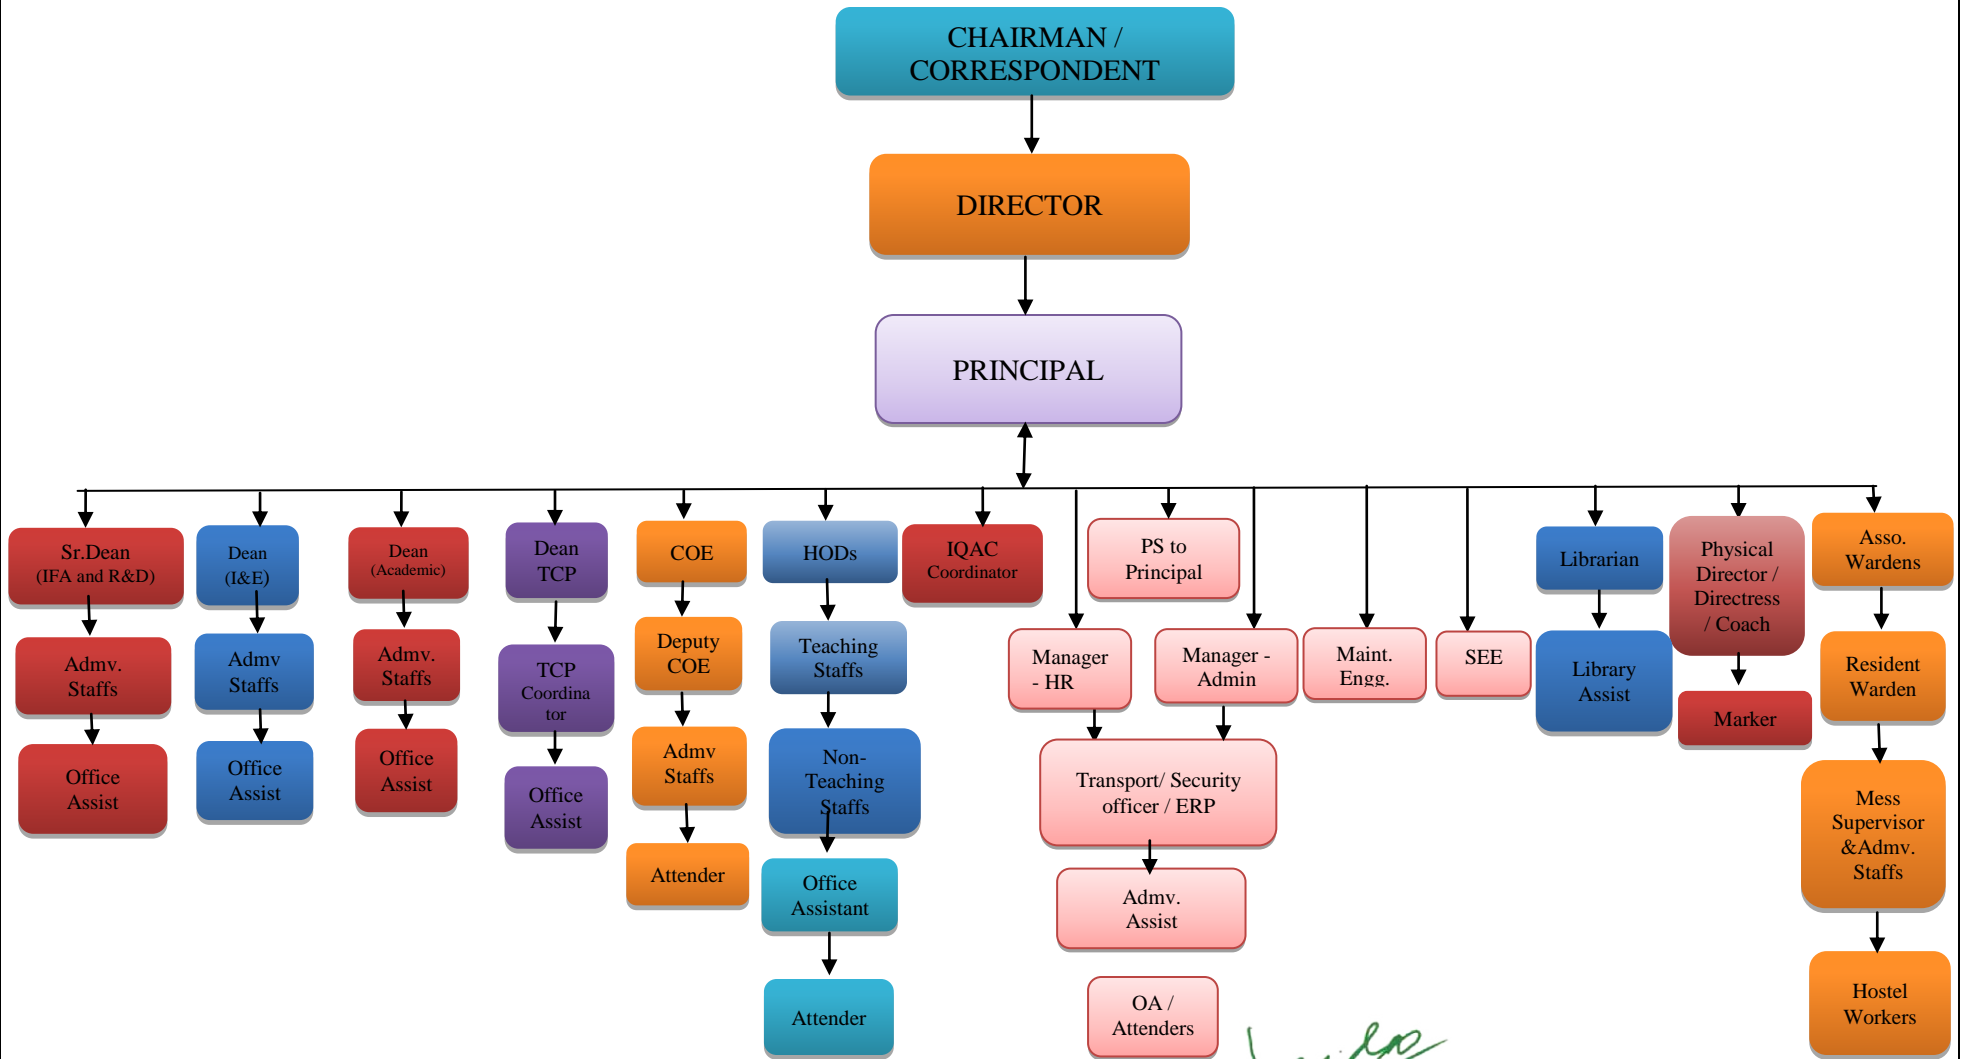 CHAIRMAN /
CORRESPONDENT
DIRECTOR
PRINCIPAL
Sr.Dean
(IFA and R&D)
Admv.
Staffs
Office
Assist
Dean
(I&E)
Admv
Staffs
Office
Assist
Dean
(Academic)
Admv.
Staffs
Office
Assist
Dean
TCP
TCP
Coordina
tor
Office
Assist
COE
Deputy
COE
Admv
Staffs
Attender
HODs
Teaching
Staffs
Non-
Teaching
Staffs
Office
Assistant
Attender
IQAC
Coordinator
PS to
Principal
Manager
- HR
Manager -
Admin
Maint.
Engg.
SEE
Transport/ Security
officer / ERP
Admv.
Assist
OA /
Attenders
Librarian
Library
Assist
Physical
Director /
Directress
/ Coach
Marker
Asso.
Wardens
Resident
Warden
Mess
Supervisor
&Admv.
Staffs
Hostel
Workers